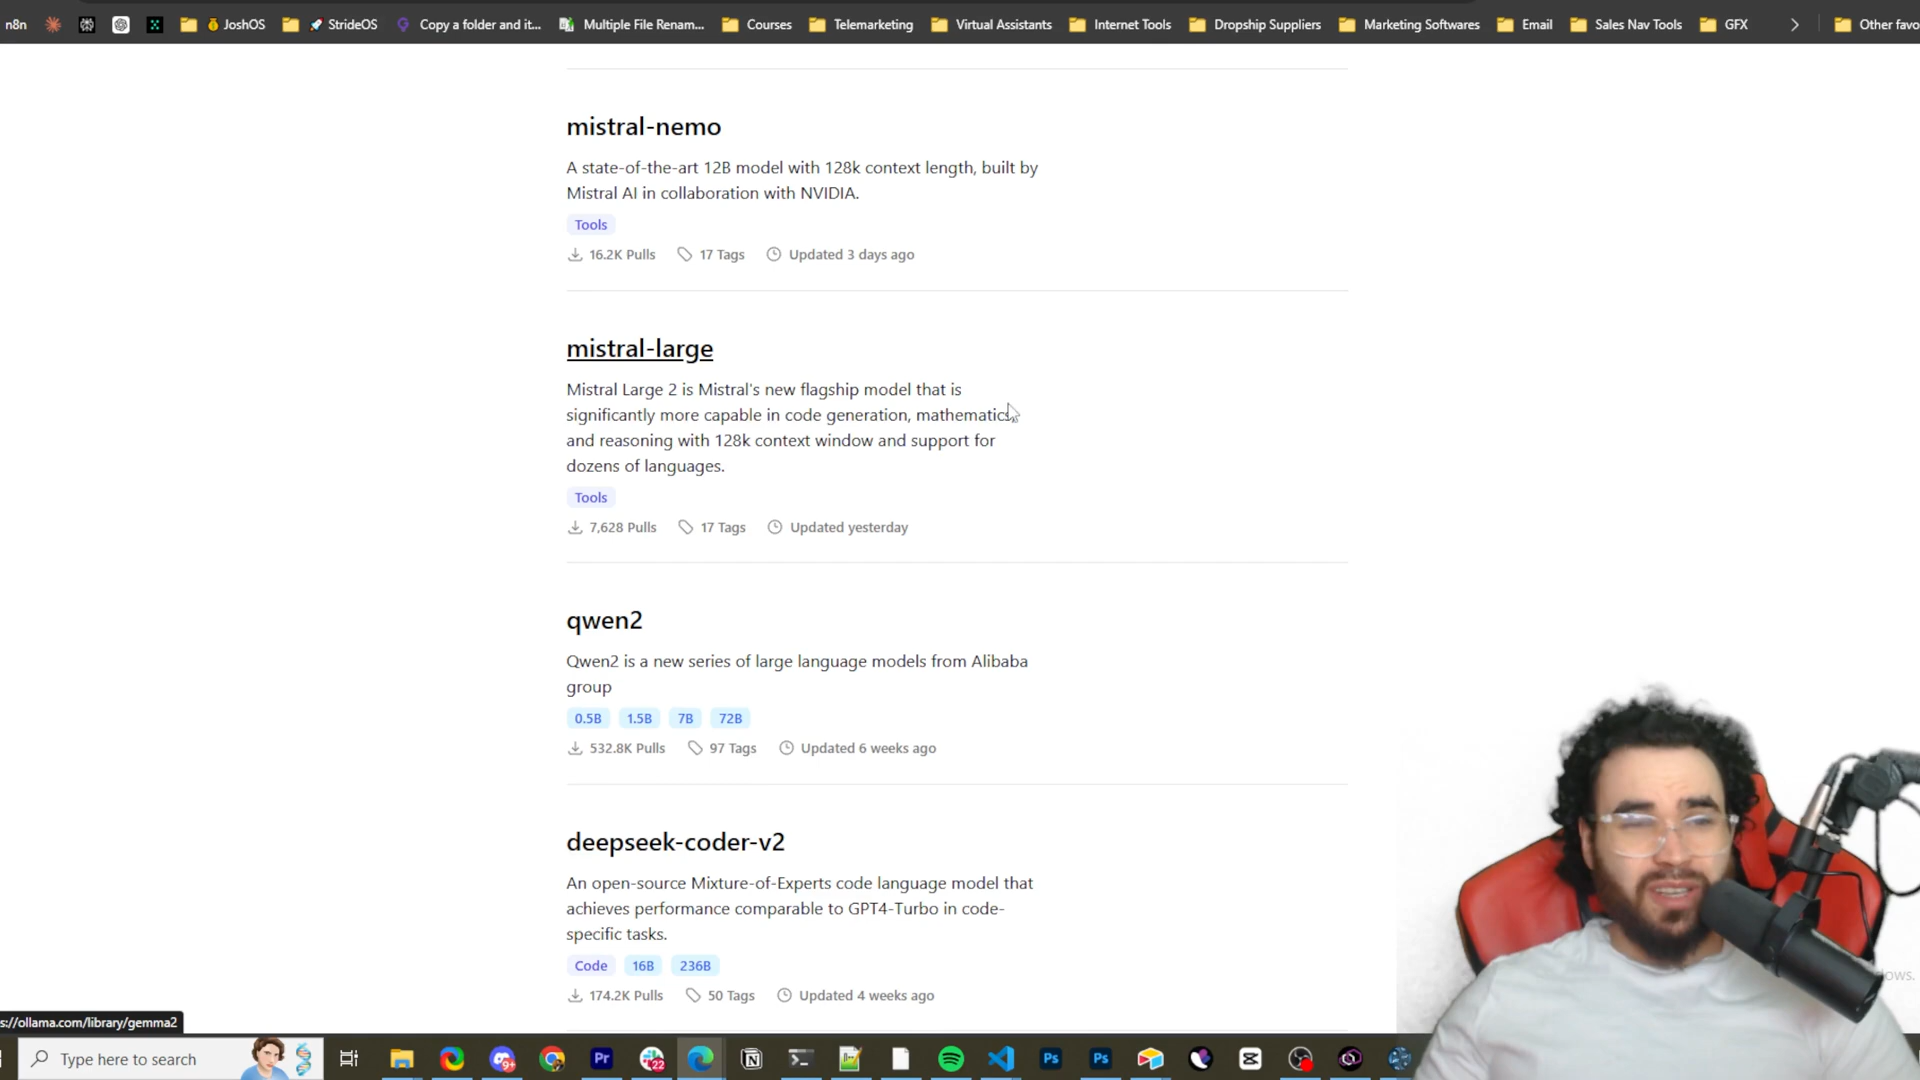 n8n
JoshOS
StrideOS
Copy a folder and it...
Multiple File Renam...
Courses
Telemarketing
Virtual Assistants
Internet Tools
Dropship Suppliers
Marketing Softwares
Email
Sales Nav Tools
GFX
Other favo
mistral-nemo
A state-of-the-art 12B model with 128k context length, built by
Mistral AI in collaboration with NVIDIA.
Tools
16.2K Pulls 17 Tags Updated 3 days ago
mistral-large
Mistral Large 2 is Mistral's new flagship model that is
significantly more capable in code generation, mathematics
and reasoning with 128k context window and support for
dozens of languages.
Tools
7,628 Pulls 17 Tags Updated yesterday
qwen2
Qwen2 is a new series of large language models from Alibaba
group
0.5B 1.5B 7B 72B
532.8K Pulls 97 Tags Updated 6 weeks ago
deepseek-coder-v2
An open-source Mixture-of-Experts code language model that
achieves performance comparable to GPT4-Turbo in code-
specific tasks.
Code 16B 236B
174.2K Pulls 50 Tags Updated 4 weeks ago
ows.
s://ollama.com/library/gemma2
Type here to search
9+
Pr
22
Ps
Ps